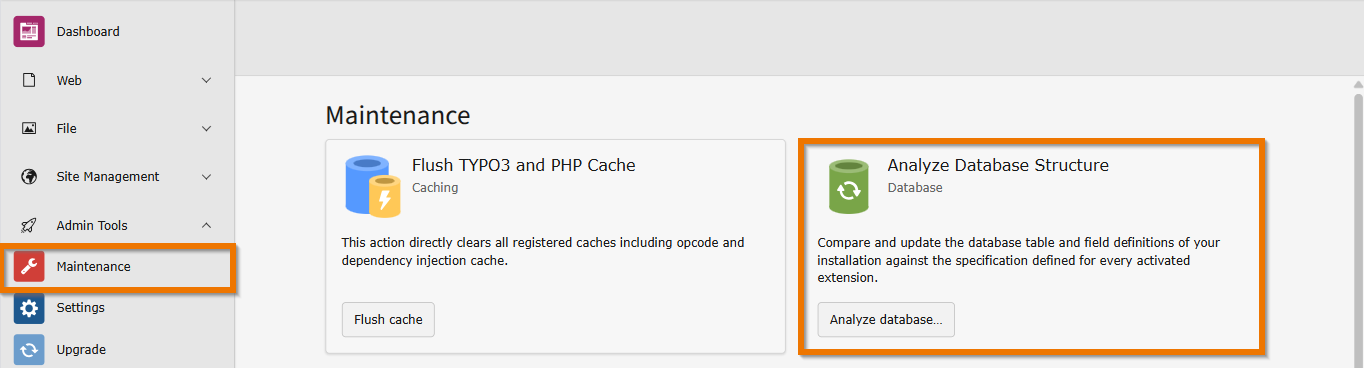 Dashboard
Web
File
Site Management
Admin Tools
Maintenance
Settings
Upgrade
Maintenance
Flush TYPO3 and PHP Cache
Caching
This action directly clears all registered caches including opcode and
dependency injection cache.
Flush cache
Analyze Database Structure
Database
Compare and update the database table and field definitions of your
installation against the specification defined for every activated
extension.
Analyze database...